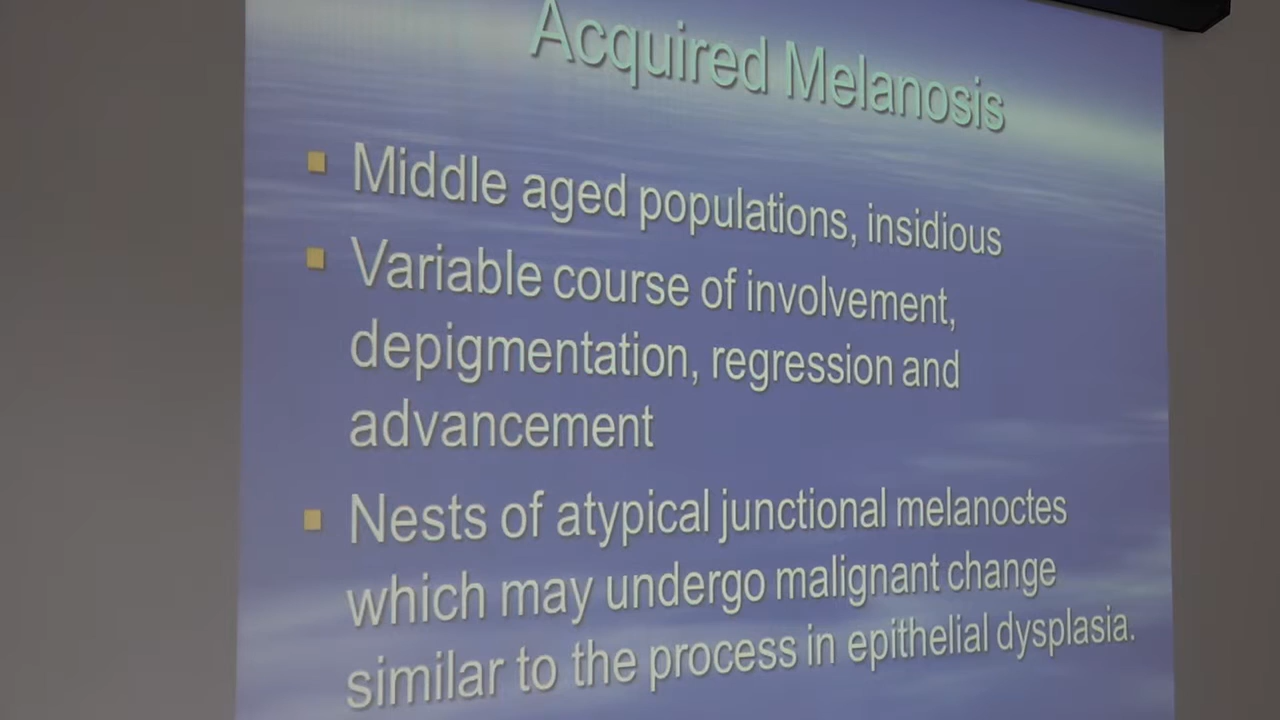 Acquired Melanosis
Middle aged populations, insidious
Variable course of involvement,
depigmentation, regression and
advancement
Nests of atypical junctional melanoctes
which may undergo malignant change
similar to the process in epithelial dysplasia.